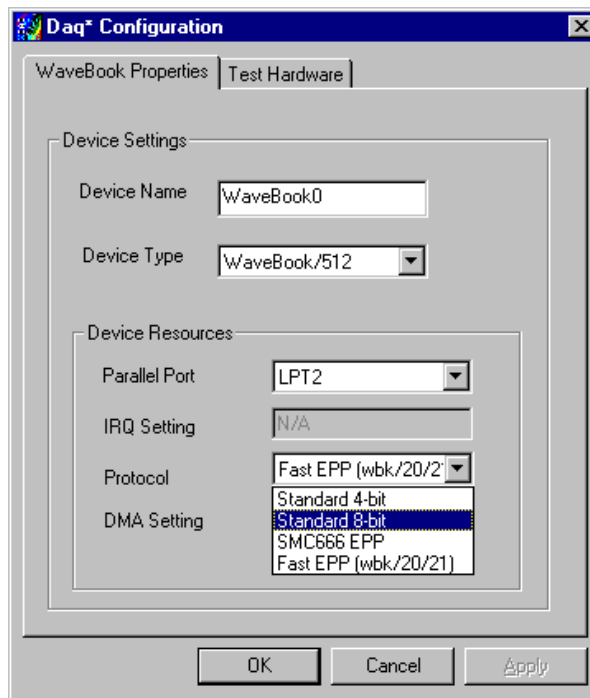 Daq* Configuration
WaveBook Properties Test Hardware
Device Settings
Device Name WaveBook0
Device Type WaveBook/512
Device Resources
Parallel Port LPT2
IRQ Setting N/A
Protocol Fast EPP (wbk/20/2
Standard 4-bit
DMA Setting Standard 8-bit
SMC666 EPP
Fast EPP (wbk/20/21)
OK Cancel Apply